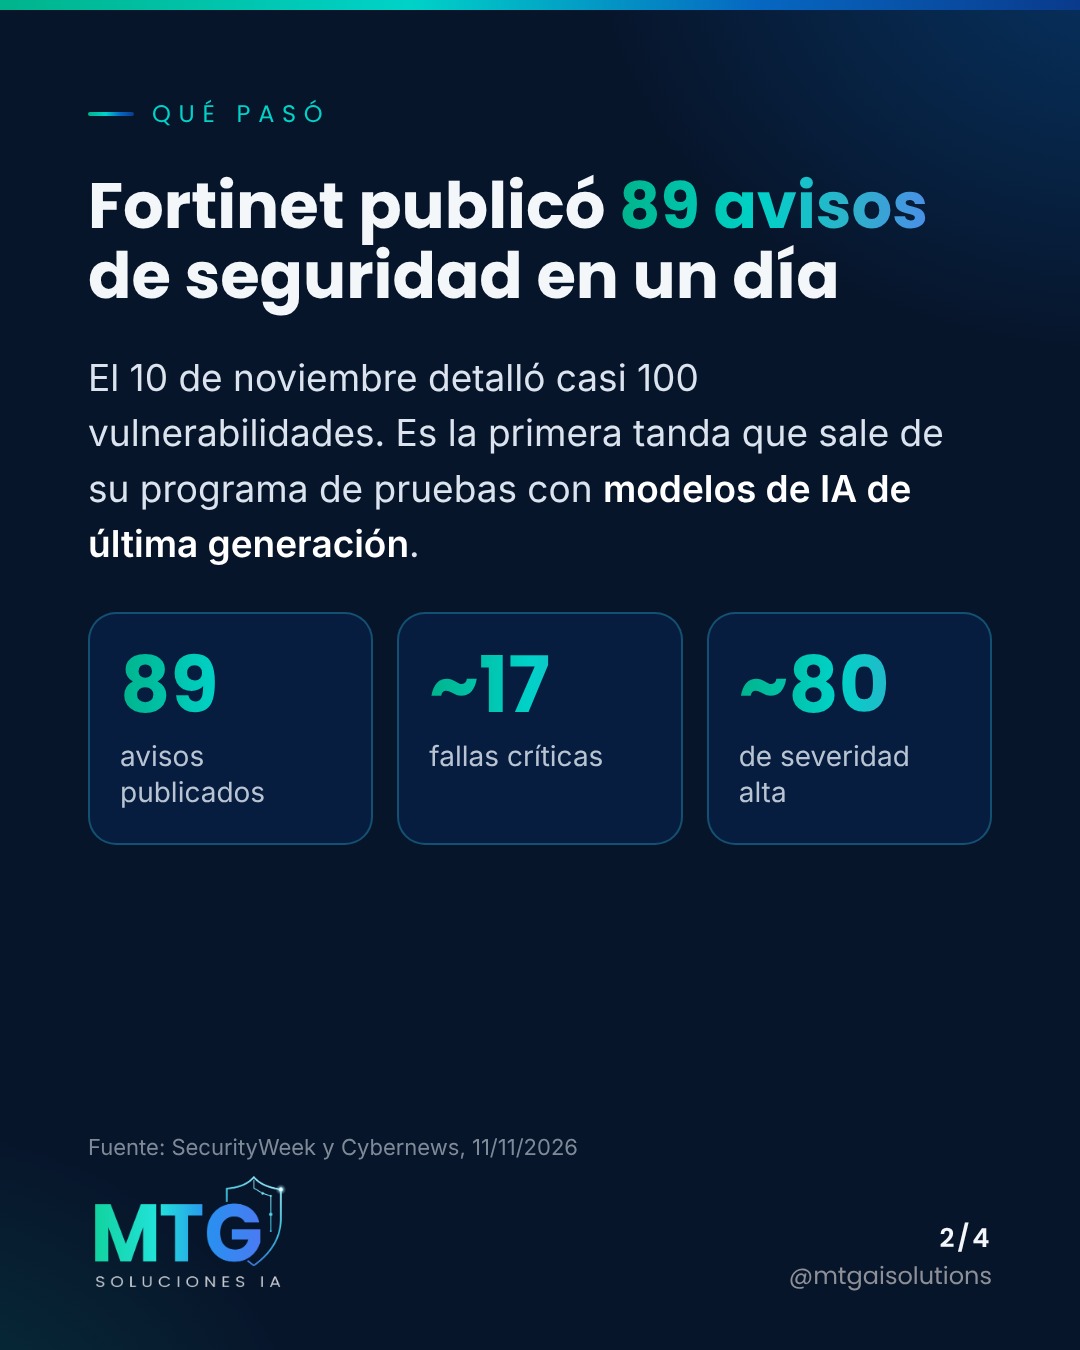 QUÉ PASÓ
Fortinet publicó 89 avisos
de seguridad en un día
El 10 de noviembre detalló casi 100
vulnerabilidades. Es la primera tanda que sale de
su programa de pruebas con modelos de IA de
última generación.
89
avisos
publicados
~17
fallas críticas
~80
de severidad
alta
Fuente: SecurityWeek y Cybernews, 11/11/2026
MTG
SOLUCIONES IA
2/4
@mtgaisolutions